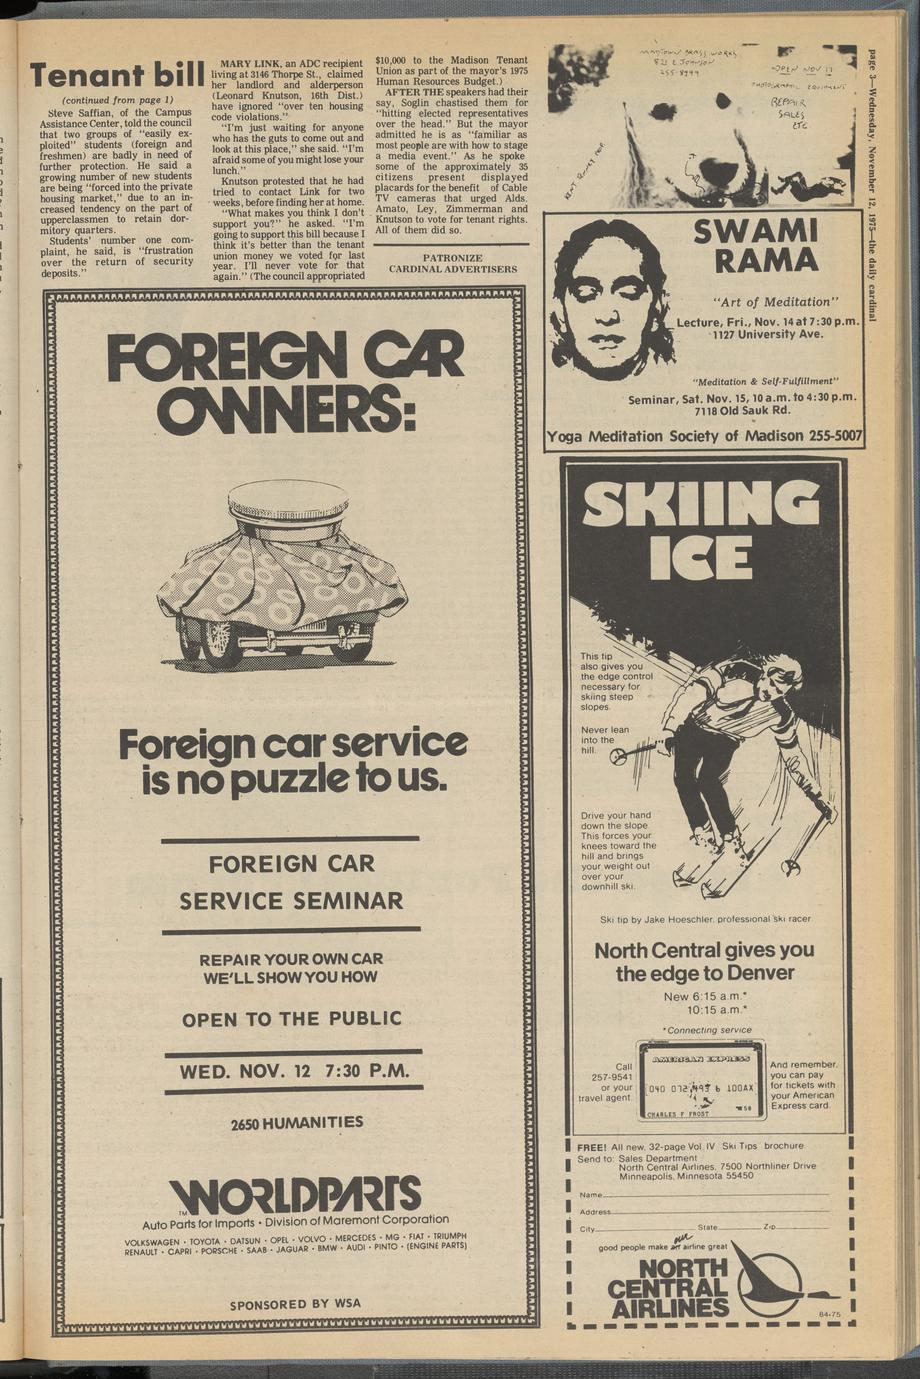 Tenant bill
(continued from page 1)
Steve Saffian, of the Campus
Assistance Center, told the council
that two groups of "easily ex-
ploited" students (foreign and
freshmen) are badly in need of
further protection. He said a
growing number of new students
are being "forced into the private
housing market," due to an in-
creased tendency on the part of
upperclassmen to retain dor-
mitory quarters.
Students' number one com-
plaint, he said, is "frustration
over the return of security
deposits."
MARY LINK, an ADC recipient
living at 3146 Thorpe St., claimed
her landlord and alderperson
(Leonard Knutson, 16th Dist.)
have ignored "over ten housing
code violations."
"I'm just waiting for anyone
who has the guts to come out and
look at this place," she said. "I'm
afraid some of you might lose your
lunch."
Knutson protested that he had
tried to contact Link for two
weeks, before finding her at home.
"What makes you think I don't
support you?" he asked. "I'm
going to support this bill because I
think it's better than the tenant
union money we voted for last
year. I'll never vote for that
again." (The council appropriated
$10,000 to the Madison Tenant
Union as part of the mayor's 1975
Human Resources Budget.)
AFTER THE speakers had their
say, Soglin chastised them for
"hitting elected representatives
over the head." But the mayor
admitted he is as "familiar as
most people are with how to stage
a media event." As he spoke
some of the approximately 35
citizens present displayed
placards for the benefit of Cable
TV cameras that urged Alds.
Amato, Ley, Zimmerman and
Knutson to vote for tenant rights.
All of them did so.
PATRONIZE
CARDINAL ADVERTISERS
MADTOWN BRASS WORKS
821 E JOHNSON
255-8799
OPEN NOV 17
PHOTOGRAPHIC EQUIPMENT
REPAIR
SALES
ETC
page 3—Wednesday, November 12, 1975—the daily cardinal
SWAMI
RAMA
"Art of Meditation"
Lecture, Fri., Nov. 14 at 7:30 p.m.
1127 University Ave.
"Meditation & Self-Fulfillment"
Seminar, Sat. Nov. 15, 10 a.m. to 4:30 p.m.
7118 Old Sauk Rd.
Yoga Meditation Society of Madison 255-5007
FOREIGN CAR
OWNERS:
Foreign car service
is no puzzle to us.
FOREIGN CAR
SERVICE SEMINAR
REPAIR YOUR OWN CAR
WE'LL SHOW YOU HOW
OPEN TO THE PUBLIC
WED. NOV. 12 7:30 P.M.
2650 HUMANITIES
TM WORLDPARTS
Auto Parts for Imports • Division of Maremont Corporation
VOLKSWAGEN • TOYOTA • DATSUN • OPEL • VOLVO • MERCEDES • MG • FIAT • TRIUMPH
RENAULT • CAPRI • PORSCHE • SAAB • JAGUAR • BMW • AUDI • PINTO • (ENGINE PARTS)
SPONSORED BY WSA
SKIING
ICE
This tip
also gives you
the edge control
necessary for
skiing steep
slopes.
Never lean
into the
hill.
Drive your hand
down the slope.
This forces your
knees toward the
hill and brings
your weight out
over your
downhill ski.
Ski tip by Jake Hoeschler, professional ski racer
North Central gives you
the edge to Denver
New 6:15 a.m.*
10:15 a.m.*
*Connecting service
Call
257-9541
or your
travel agent.
AMERICAN EXPRESS
CHARLES F FROST
And remember,
you can pay
for tickets with
your American
Express card.
FREE! All new, 32-page Vol. IV Ski Tips brochure.
Send to: Sales Department
North Central Airlines, 7500 Northliner Drive
Minneapolis, Minnesota 55450
Name
Address
City State Zip
good people make our airline great
NORTH
CENTRAL
AIRLINES
84-75